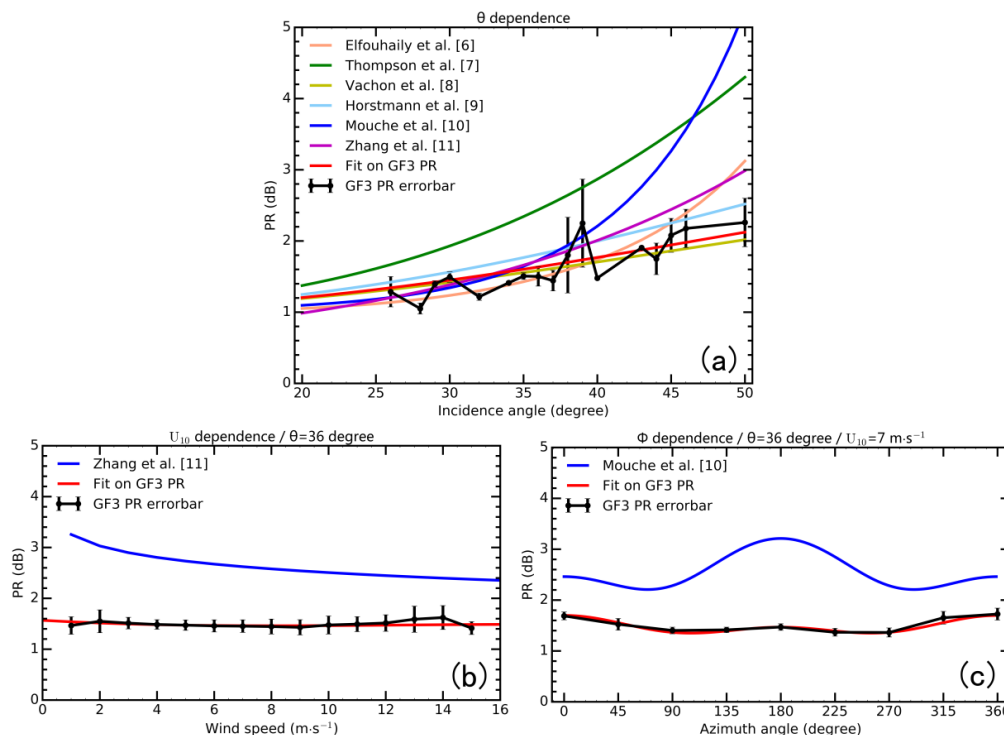 θ dependence
5
4
3
2
1
0
PR (dB)
Elfouhaily et al. [6]
Thompson et al. [7]
Vachon et al. [8]
Horstmann et al. [9]
Mouche et al. [10]
Zhang et al. [11]
Fit on GF3 PR
GF3 PR errorbar
(a)
20 25 30 35 40 45 50
Incidence angle (degree)
U₁₀ dependence / θ=36 degree
5
4
3
2
1
0
PR (dB)
Zhang et al. [11]
Fit on GF3 PR
GF3 PR errorbar
(b)
0 2 4 6 8 10 12 14 16
Wind speed (m·s⁻¹)
Φ dependence / θ=36 degree / U₁₀=7 m·s⁻¹
5
4
3
2
1
0
PR (dB)
Mouche et al. [10]
Fit on GF3 PR
GF3 PR errorbar
(c)
0 45 90 135 180 225 270 315 360
Azimuth angle (degree)